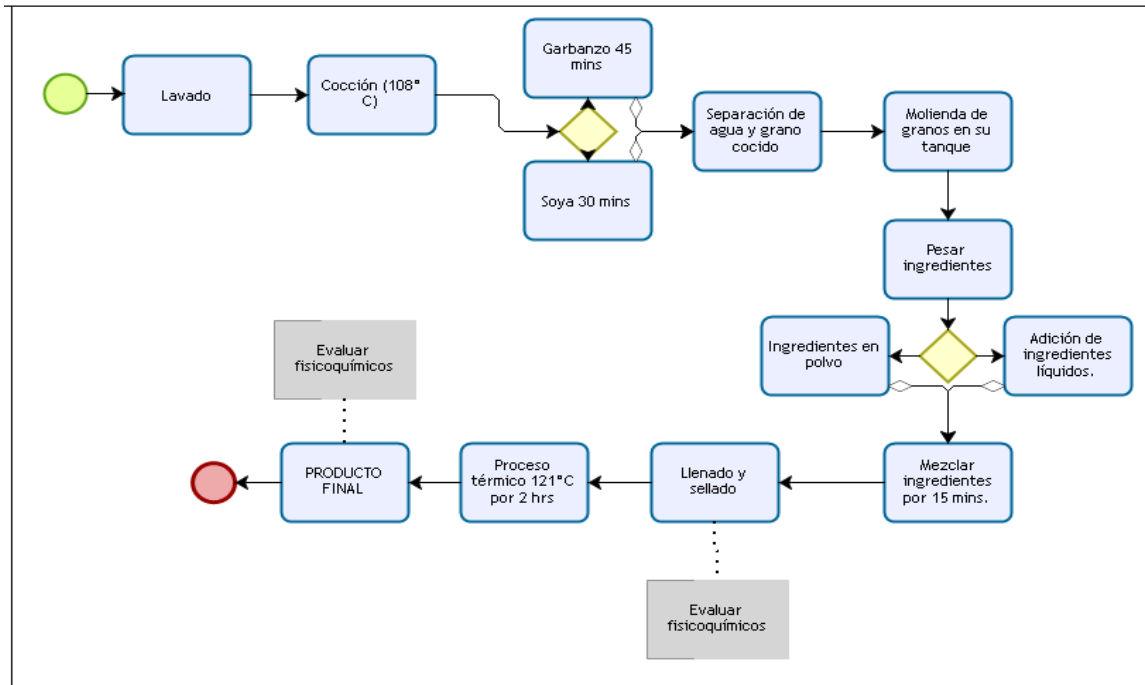 Lavado
Cocción (108°
C)
Garbanzo 45
mins
Soya 30 mins
Separación de
agua y grano
cocido
Molienda de
granos en su
tanque
Pesar
ingredientes
Ingredientes en
polvo
Adición de
ingredientes
líquidos.
Mezclar
ingredientes
por 15 mins.
Llenado y
sellado
Evaluar
fisicoquímicos
Proceso
térmico 121°C
por 2 hrs
PRODUCTO
FINAL
Evaluar
fisicoquímicos